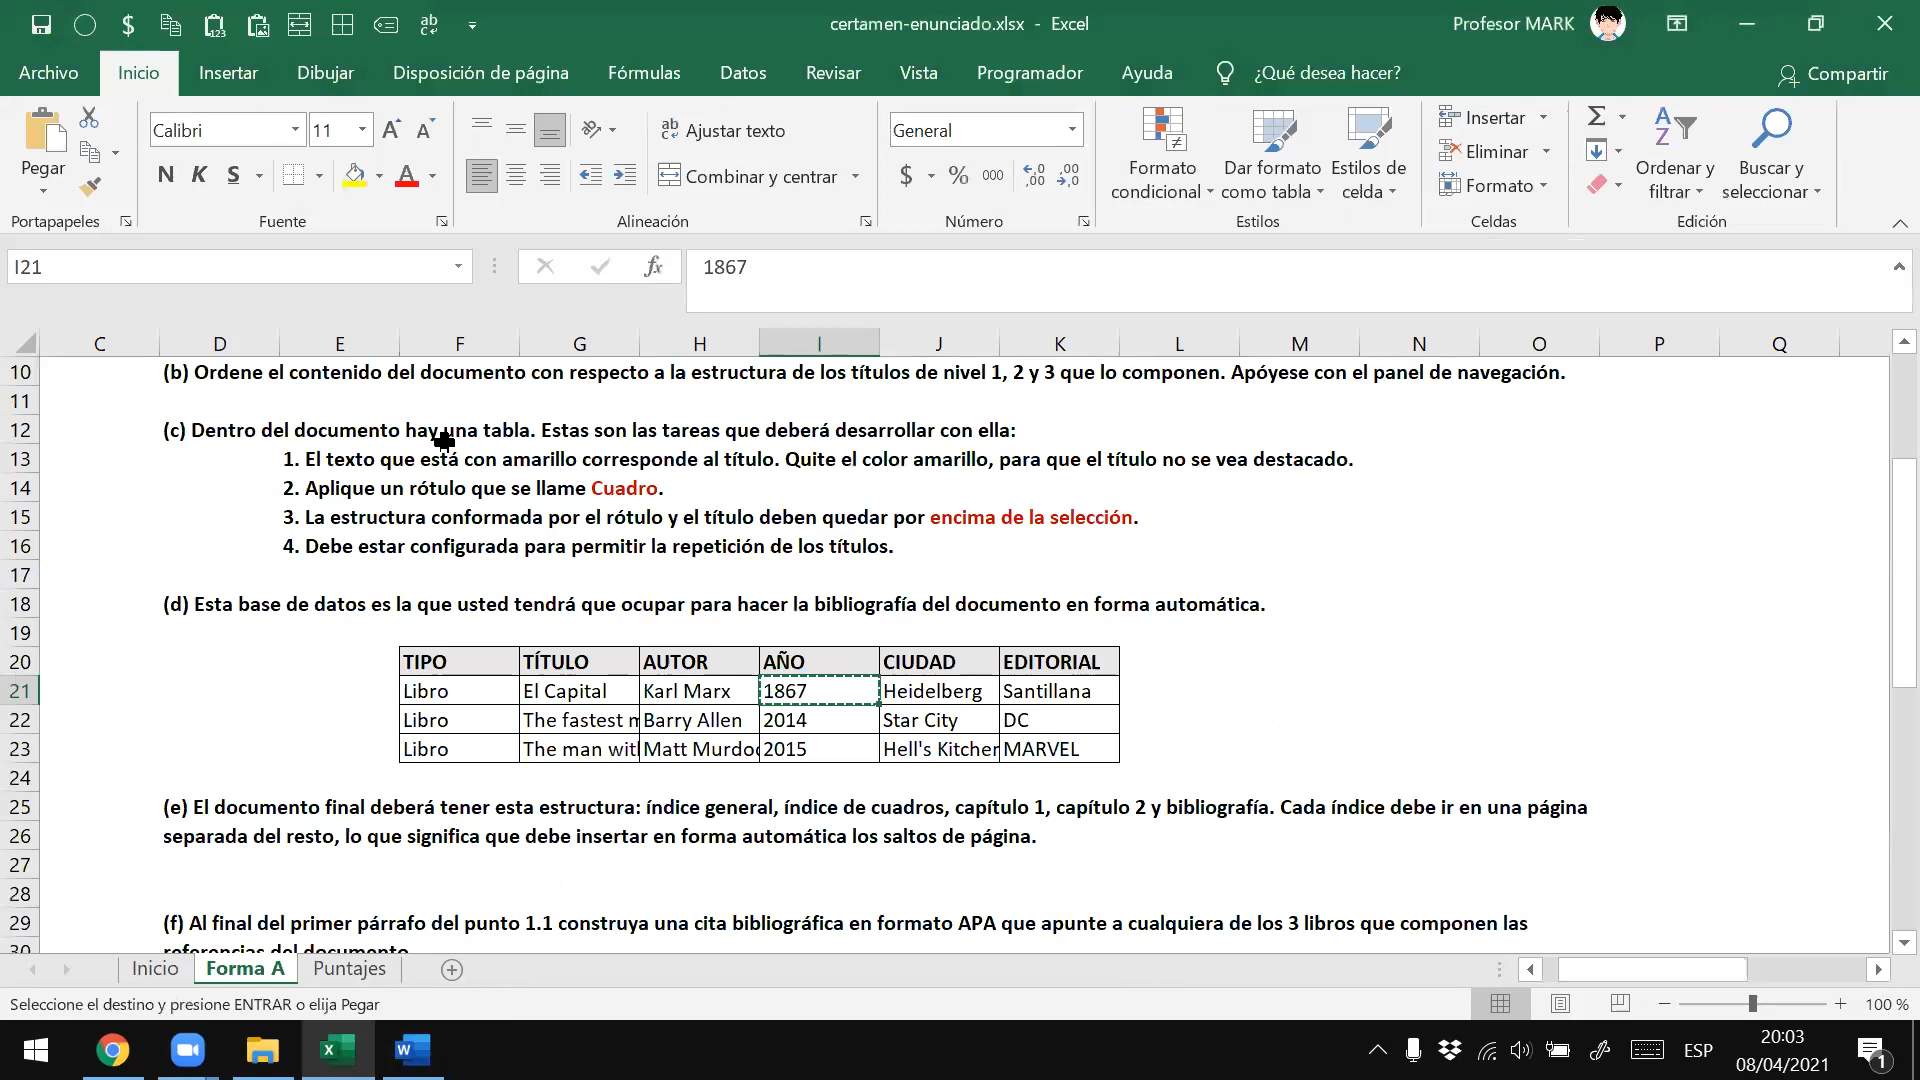 certamen-enunciado.xlsx - Excel
Profesor MARK
Archivo
Inicio
Insertar
Dibujar
Disposición de página
Fórmulas
Datos
Revisar
Vista
Programador
Ayuda
¿Qué desea hacer?
Compartir
Pegar
Portapapeles
Calibri
11
N K S
Fuente
Ajustar texto
Combinar y centrar
Alineación
General
$ % 000
Número
Formato condicional
Dar formato como tabla
Estilos de celda
Estilos
Insertar
Eliminar
Formato
Celdas
Ordenar y filtrar
Buscar y seleccionar
Edición
I21
fx
1867
C D E F G H I J K L M N O P Q
10 (b) Ordene el contenido del documento con respecto a la estructura de los títulos de nivel 1, 2 y 3 que lo componen. Apóyese con el panel de navegación.
11
12 (c) Dentro del documento hay una tabla. Estas son las tareas que deberá desarrollar con ella:
13 1. El texto que está con amarillo corresponde al título. Quite el color amarillo, para que el título no se vea destacado.
14 2. Aplique un rótulo que se llame Cuadro.
15 3. La estructura conformada por el rótulo y el título deben quedar por encima de la selección.
16 4. Debe estar configurada para permitir la repetición de los títulos.
17
18 (d) Esta base de datos es la que usted tendrá que ocupar para hacer la bibliografía del documento en forma automática.
19
20 TIPO TÍTULO AUTOR AÑO CIUDAD EDITORIAL
21 Libro El Capital Karl Marx 1867 Heidelberg Santillana
22 Libro The fastest m Barry Allen 2014 Star City DC
23 Libro The man wit Matt Murdoc 2015 Hell's Kitchen MARVEL
24
25 (e) El documento final deberá tener esta estructura: índice general, índice de cuadros, capítulo 1, capítulo 2 y bibliografía. Cada índice debe ir en una página
26 separada del resto, lo que significa que debe insertar en forma automática los saltos de página.
27
28
29 (f) Al final del primer párrafo del punto 1.1 construya una cita bibliográfica en formato APA que apunte a cualquiera de los 3 libros que componen las
30 referencias del documento.
Inicio
Forma A
Puntajes
Seleccione el destino y presione ENTRAR o elija Pegar
100 %
ESP
20:03
08/04/2021
1